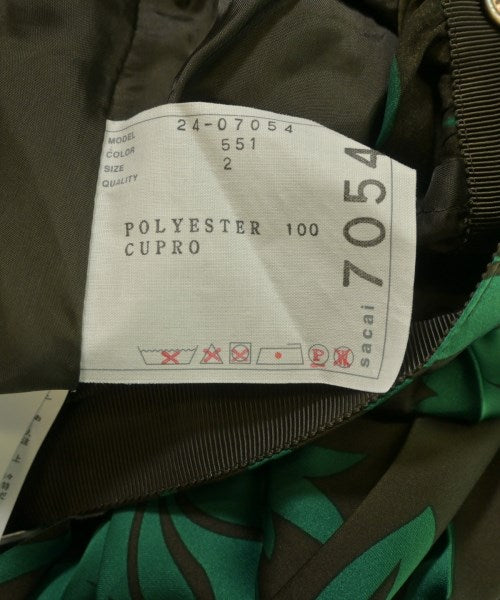 MODEL 24-07054
COLOR 551
SIZE 2
QUALITY
POLYESTER 100
CUPRO
P
sacai 7054